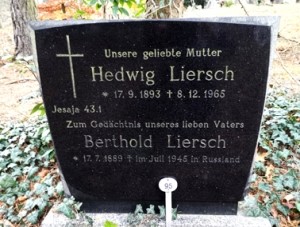 Unsere geliebte Mutter
Hedwig Liersch
* 17. 9. 1893 ✝ 8. 12. 1965
Jesaje 43.1
Zum Gedächtnis unseres lieben Vaters
Berthold Liersch
* 17. 7. 1889 ✝ im Juli 1945 in Russland
95